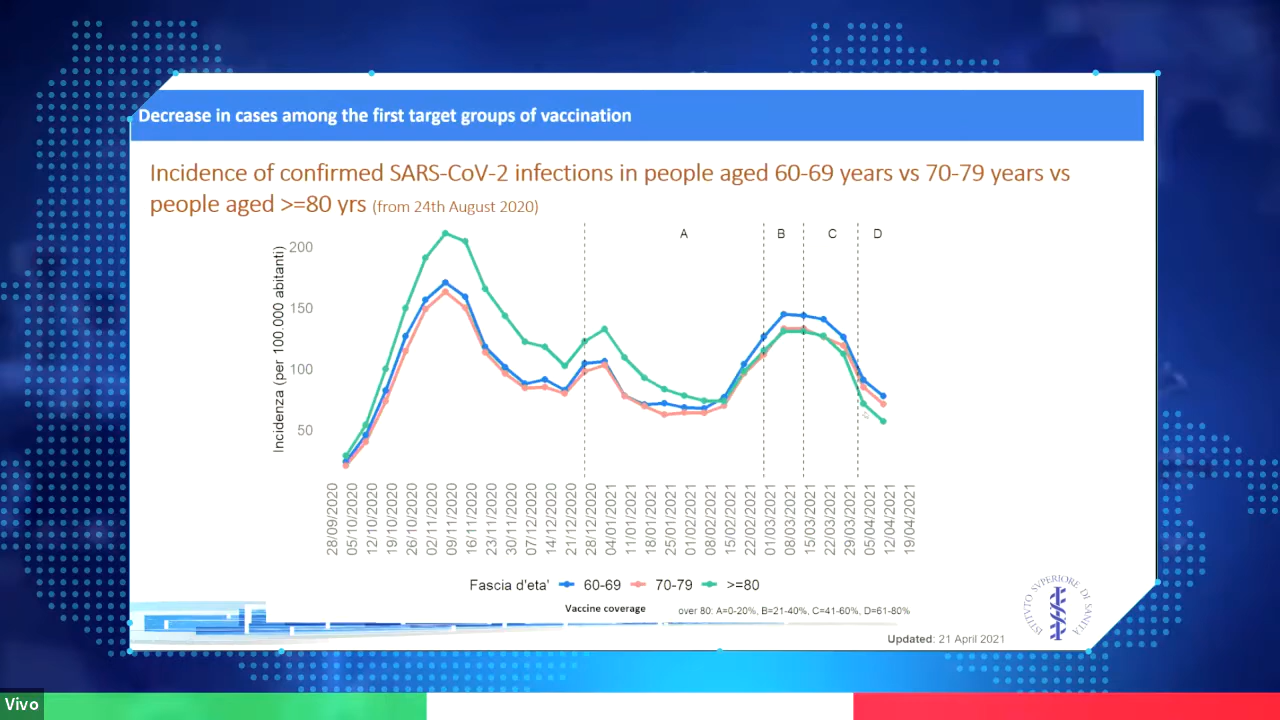 Decrease in cases among the first target groups of vaccination
Incidence of confirmed SARS-CoV-2 infections in people aged 60-69 years vs 70-79 years vs
people aged >=80 yrs (from 24th August 2020)
A
B
C
D
Incidenza (per 100.000 abitanti)
200
150
100
50
28/09/2020
05/10/2020
12/10/2020
19/10/2020
26/10/2020
02/11/2020
09/11/2020
16/11/2020
23/11/2020
30/11/2020
07/12/2020
14/12/2020
21/12/2020
28/12/2020
04/01/2021
11/01/2021
18/01/2021
25/01/2021
01/02/2021
08/02/2021
15/02/2021
22/02/2021
01/03/2021
08/03/2021
15/03/2021
22/03/2021
29/03/2021
05/04/2021
12/04/2021
19/04/2021
Fascia d'eta' 60-69 70-79 >=80
Vaccine coverage over 80: A=0-20%, B=21-40%, C=41-60%, D=61-80%
ISTITVTO SVPERIORE DI SANITÀ
Updated: 21 April 2021
Vivo